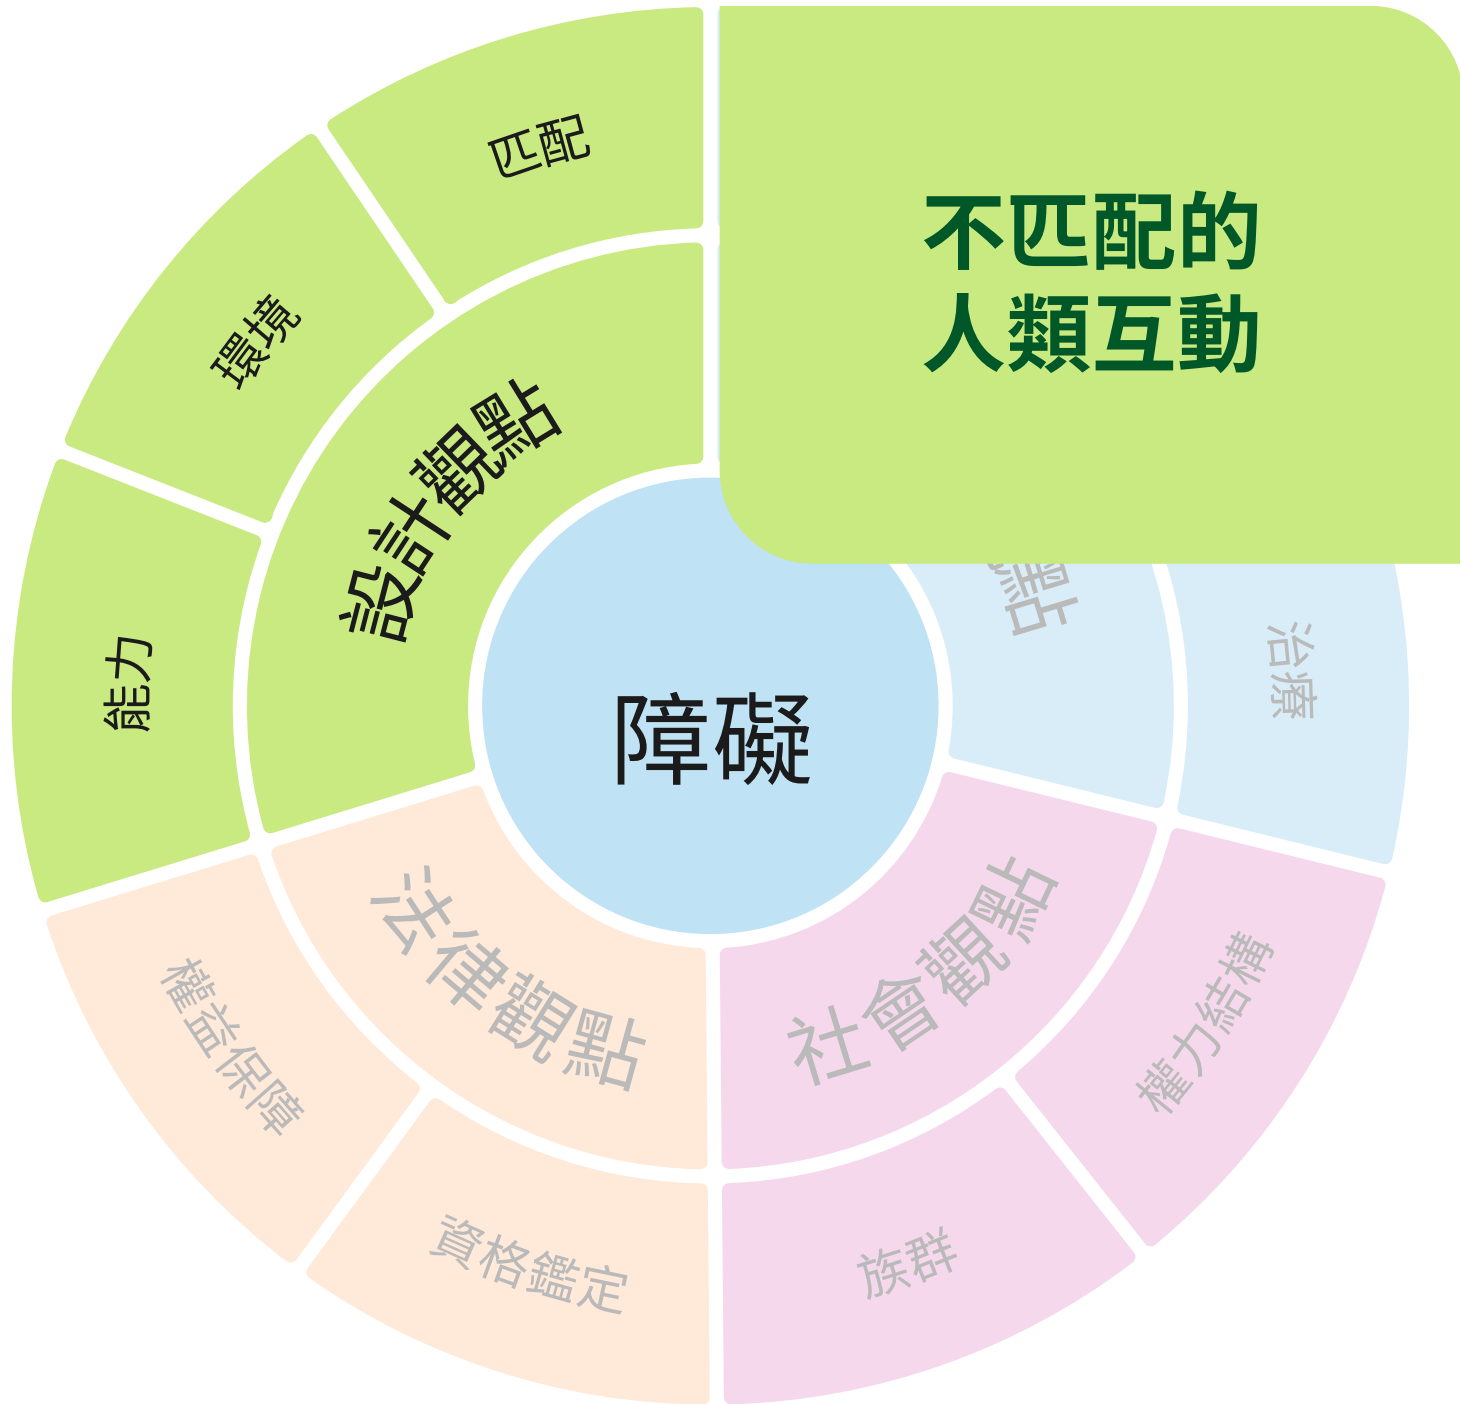 不匹配的
人類互動
匹配
環境
能力
設計觀點
障礙
點
治療
法律觀點
社會觀點
權益保障
資格鑑定
權力結構
族群